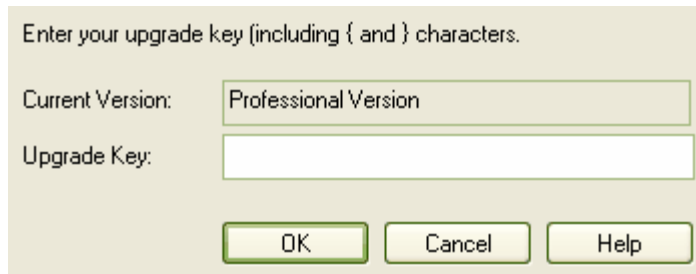 Enter your upgrade key (including { and } characters.
Current Version: Professional Version
Upgrade Key:
OK Cancel Help